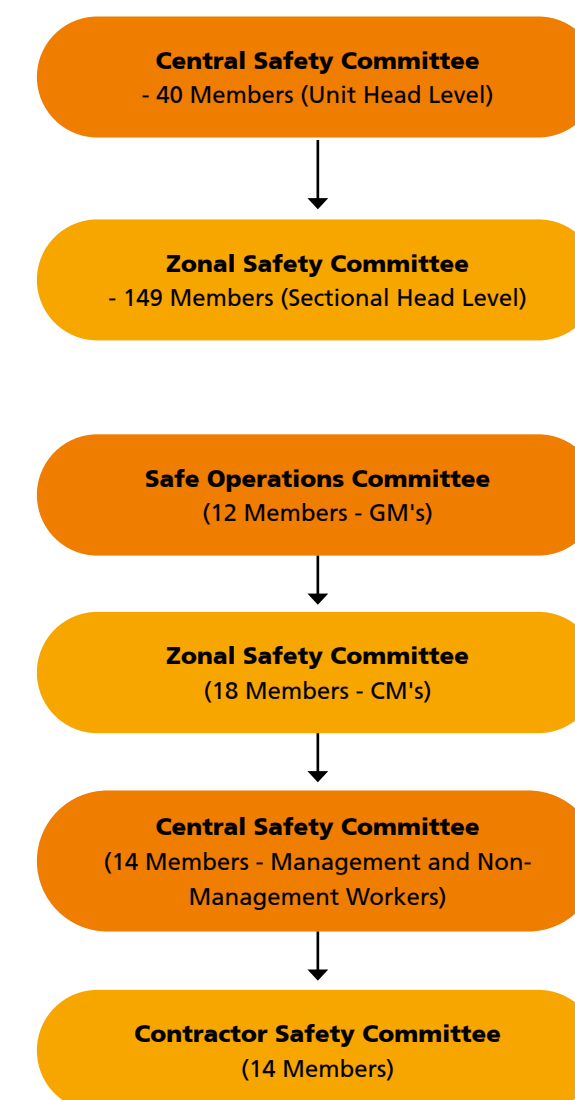 Central Safety Committee
- 40 Members (Unit Head Level)
Zonal Safety Committee
- 149 Members (Sectional Head Level)
Safe Operations Committee
(12 Members - GM's)
Zonal Safety Committee
(18 Members - CM's)
Central Safety Committee
(14 Members - Management and Non-
Management Workers)
Contractor Safety Committee
(14 Members)